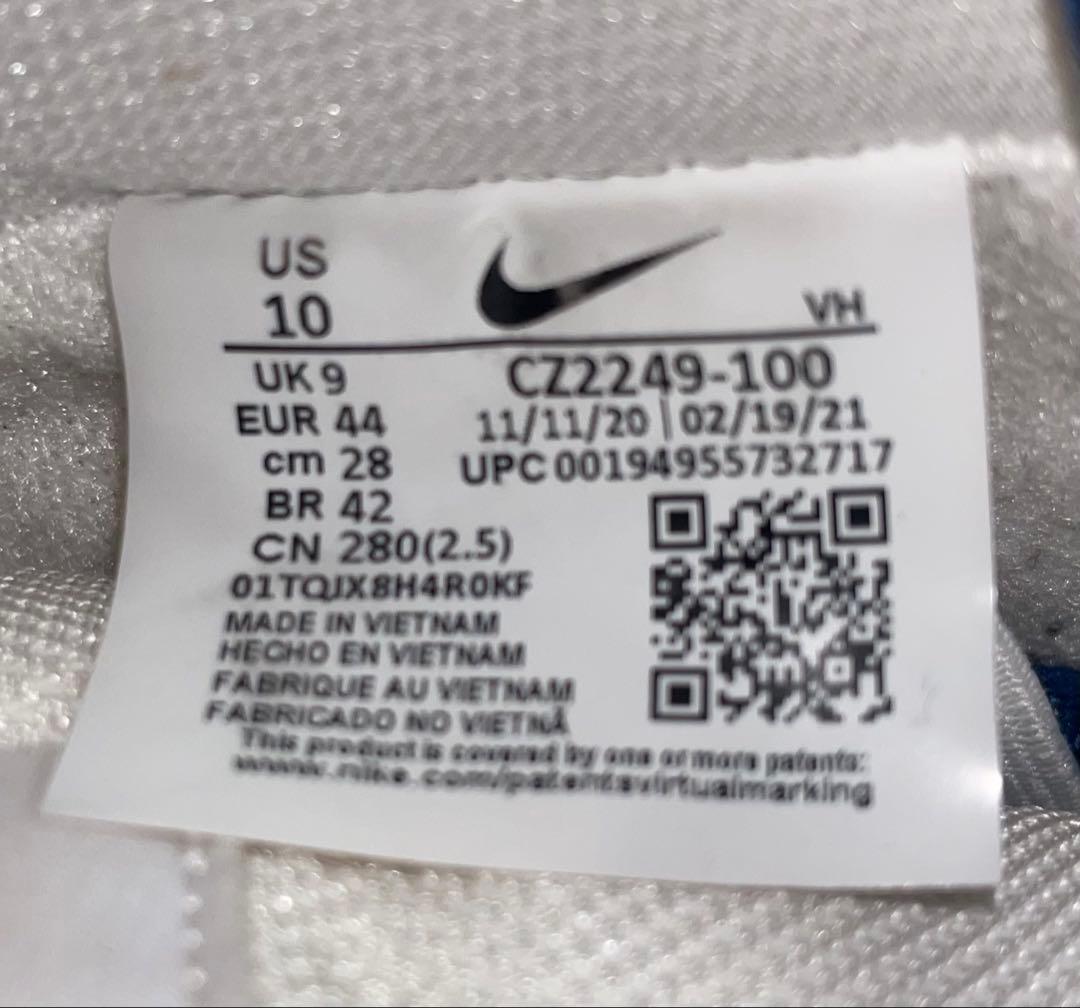 US
10
VH
UK 9
EUR 44
cm 28
BR 42
CN 280(2.5)
CZ2249-100
11/11/20 | 02/19/21
UPC 00194955732717
01TQJX8H4R0KF
MADE IN VIETNAM
HECHO EN VIETNAM
FABRIQUE AU VIETNAM
FABRICADO NO VIETNÃ
This product is covered by one or more patents:
www.nike.com/patentsvirtualmarking